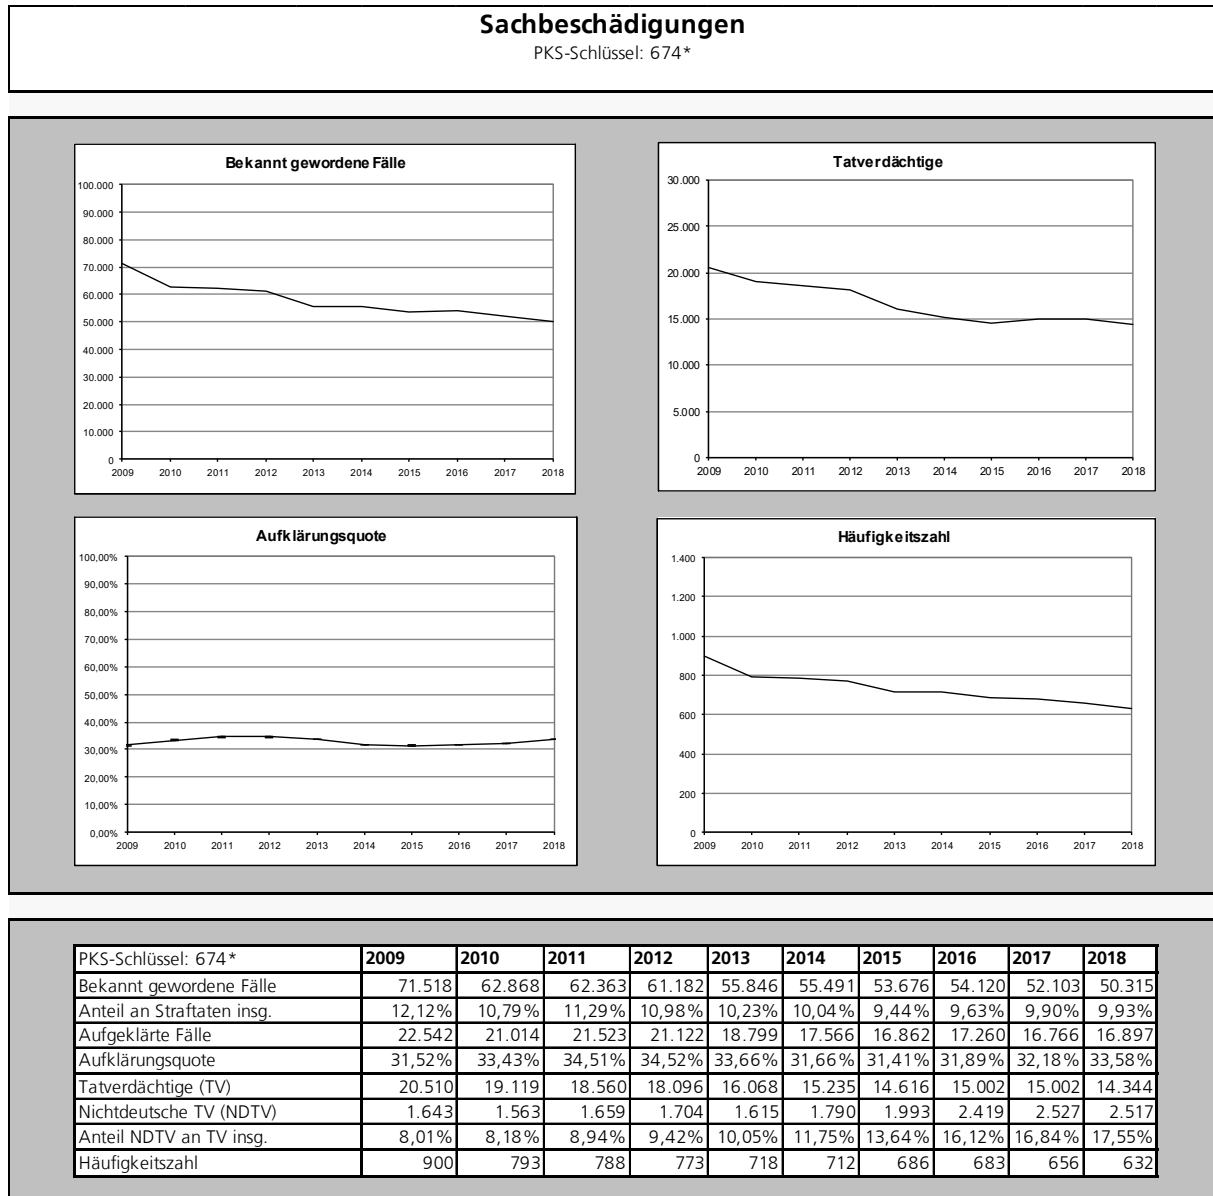 Sachbeschädigungen
PKS-Schlüssel: 674*
Bekannt gewordene Fälle
100.000
90.000
80.000
70.000
60.000
50.000
40.000
30.000
20.000
10.000
0
2009 2010 2011 2012 2013 2014 2015 2016 2017 2018
Tatverdächtige
30.000
25.000
20.000
15.000
10.000
5.000
0
2009 2010 2011 2012 2013 2014 2015 2016 2017 2018
Aufklärungsquote
100,00%
90,00%
80,00%
70,00%
60,00%
50,00%
40,00%
30,00%
20,00%
10,00%
0,00%
2009 2010 2011 2012 2013 2014 2015 2016 2017 2018
Häufigkeitszahl
1.400
1.200
1.000
800
600
400
200
0
2009 2010 2011 2012 2013 2014 2015 2016 2017 2018
PKS-Schlüssel: 674* 2009 2010 2011 2012 2013 2014 2015 2016 2017 2018
Bekannt gewordene Fälle 71.518 62.868 62.363 61.182 55.846 55.491 53.676 54.120 52.103 50.315
Anteil an Straftaten insg. 12,12% 10,79% 11,29% 10,98% 10,23% 10,04% 9,44% 9,63% 9,90% 9,93%
Aufgeklärte Fälle 22.542 21.014 21.523 21.122 18.799 17.566 16.862 17.260 16.766 16.897
Aufklärungsquote 31,52% 33,43% 34,51% 34,52% 33,66% 31,66% 31,41% 31,89% 32,18% 33,58%
Tatverdächtige (TV) 20.510 19.119 18.560 18.096 16.068 15.235 14.616 15.002 15.002 14.344
Nichtdeutsche TV (NDTV) 1.643 1.563 1.659 1.704 1.615 1.790 1.993 2.419 2.527 2.517
Anteil NDTV an TV insg. 8,01% 8,18% 8,94% 9,42% 10,05% 11,75% 13,64% 16,12% 16,84% 17,55%
Häufigkeitszahl 900 793 788 773 718 712 686 683 656 632